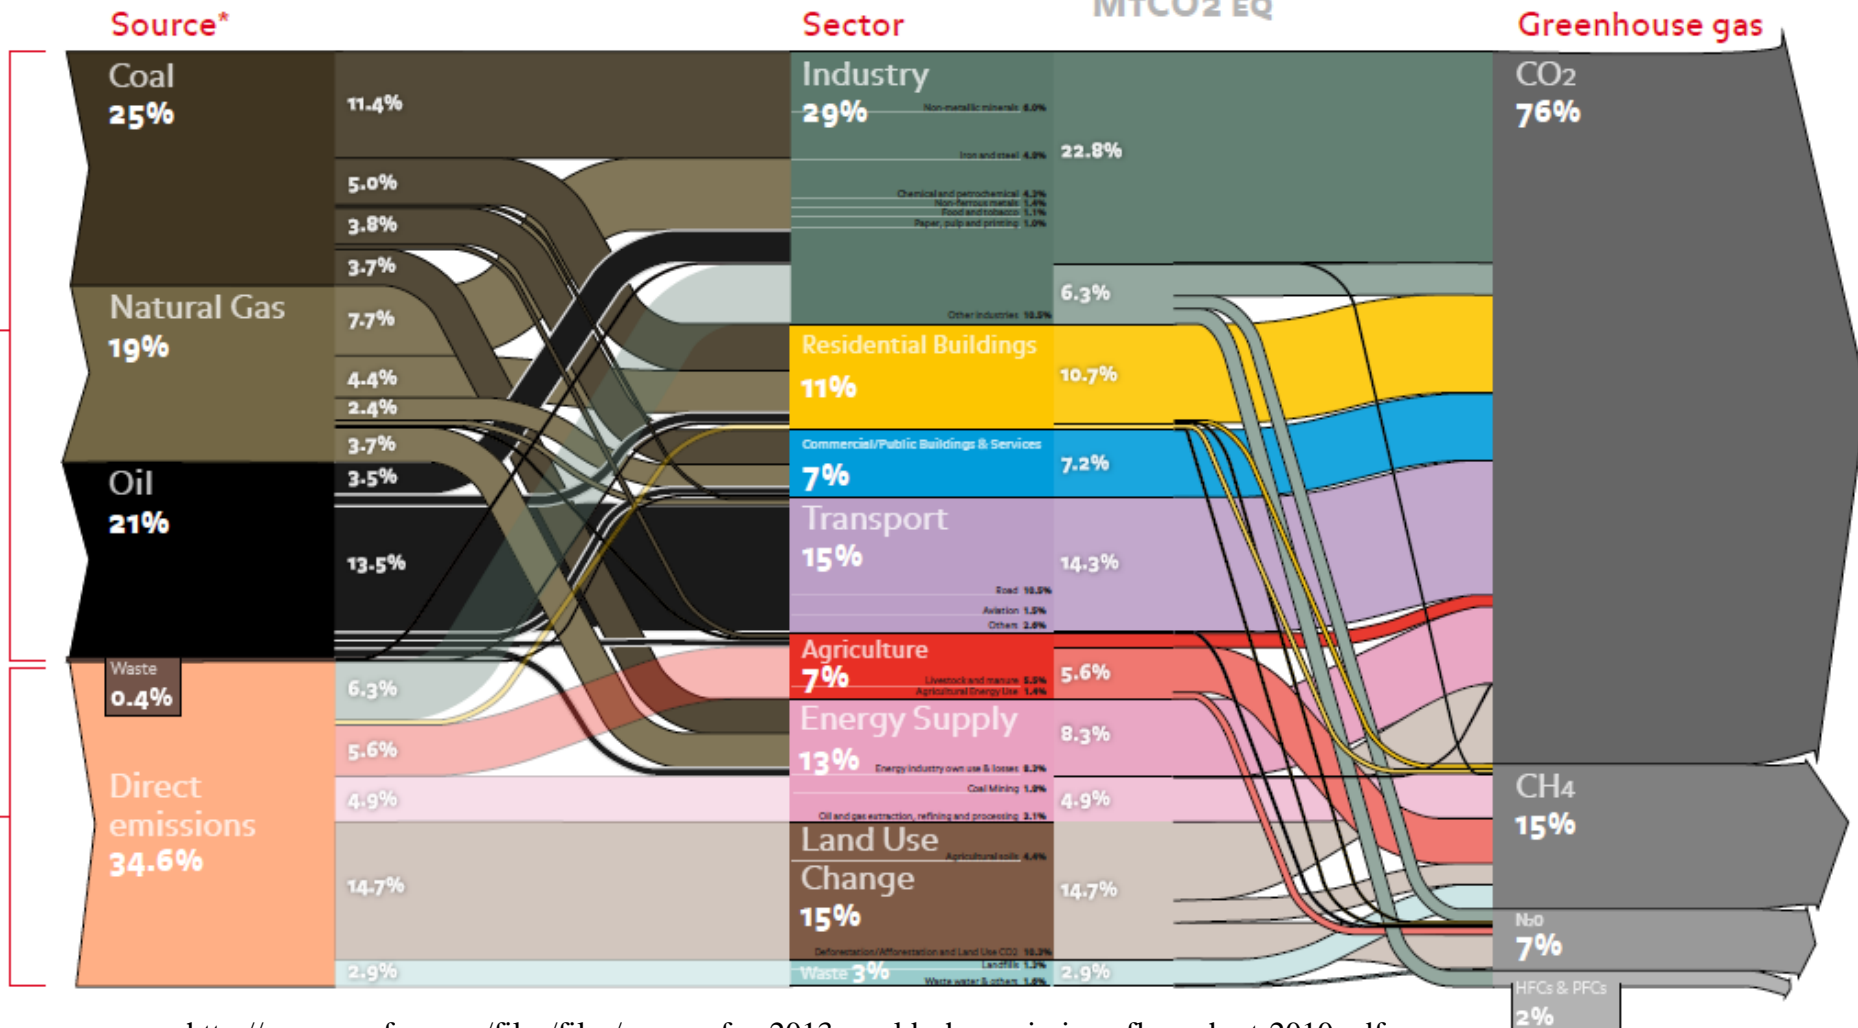 MtCO2 EQ
Source*
Sector
Greenhouse gas
Coal
25%
Natural Gas
19%
Oil
21%
Waste
0.4%
Direct
emissions
34.6%
11.4%
5.0%
3.8%
3.7%
7.7%
4.4%
2.4%
3.7%
3.5%
13.5%
6.3%
5.6%
4.9%
14.7%
2.9%
Industry
29%
Non-metallic minerals 6.0%
Iron and steel 4.8%
Chemical and petrochemical 4.3%
Non-ferrous metals 1.4%
Food and tobacco 1.1%
Paper, pulp and printing 1.0%
Other industries 10.5%
Residential Buildings
11%
Commercial/Public Buildings & Services
7%
Transport
15%
Road 10.5%
Aviation 1.5%
Others 2.6%
Agriculture
7%
Livestock and manure 5.5%
Agricultural Energy Use 1.4%
Energy Supply
13%
Energy industry own use & losses 8.3%
Coal Mining 1.8%
Oil and gas extraction, refining and processing 3.1%
Land Use
Agricultural soils 4.4%
Change
15%
Deforestation/Afforestation and Land Use CO2 10.3%
Waste 3%
Landfills 1.3%
Waste water & others 1.6%
22.8%
6.3%
10.7%
7.2%
14.3%
5.6%
8.3%
4.9%
14.7%
2.9%
CO2
76%
CH4
15%
N2O
7%
HFCs & PFCs
2%